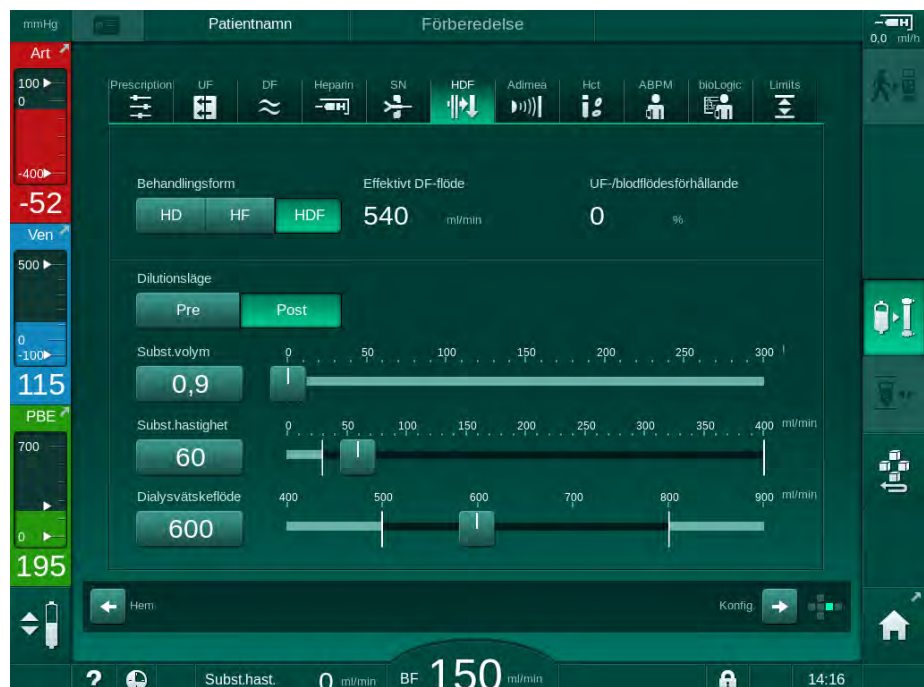 mmHg Patientnamn Förberedelse 0,0 ml/h
Art
100
0
-400
-52
Ven
500
0
-100
115
PBE
700
0
195
Prescription UF DF Heparin SN HDF Adimea Hct ABPM bioLogic Limits
Behandlingsform Effektivt DF-flöde UF-/blodflödesförhållande
HD HF HDF 540 ml/min 0 %
Dilutionsläge
Pre Post
Subst.volym 0 50 100 150 200 250 300 l
0,9
Subst.hastighet 0 50 100 150 200 250 300 350 400 ml/min
60
Dialysvätskeflöde 400 500 600 700 800 900 ml/min
600
Hem Konfig.
? Subst.hast. 0 ml/min BF 150 ml/min 14:16